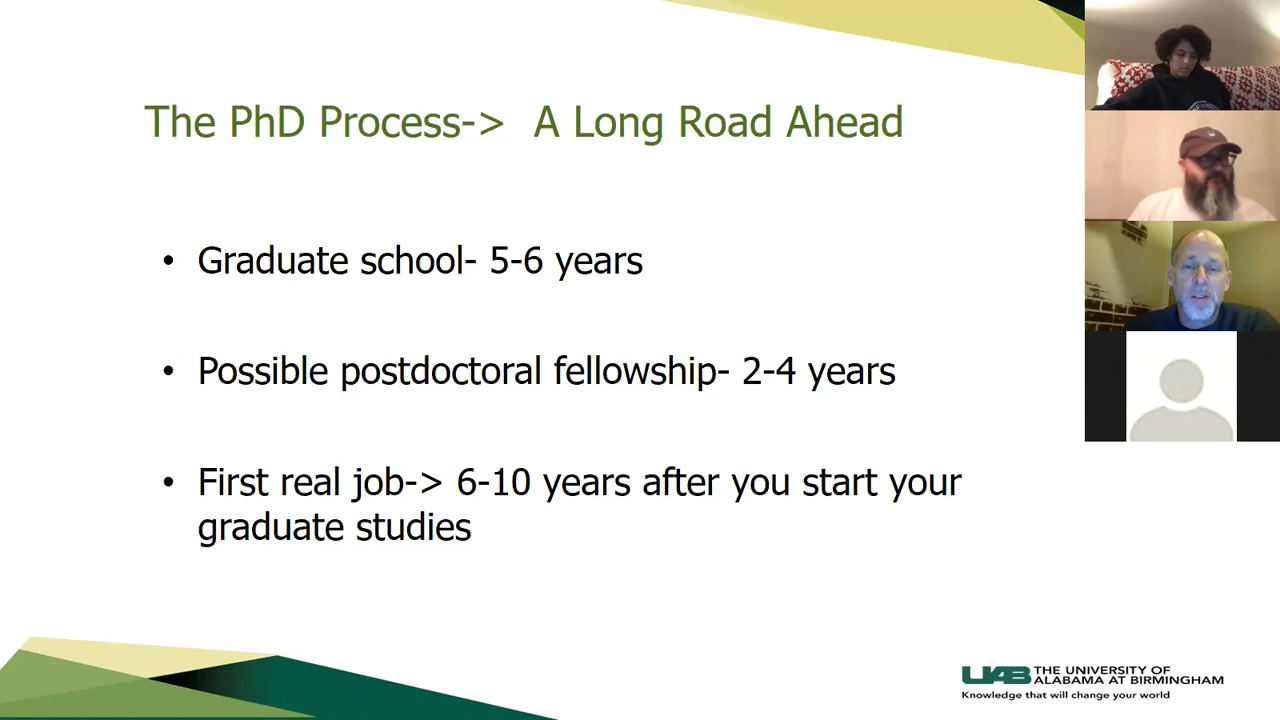 The PhD Process-> A Long Road Ahead
• Graduate school- 5-6 years
• Possible postdoctoral fellowship- 2-4 years
• First real job-> 6-10 years after you start your
graduate studies
UAB THE UNIVERSITY OF
ALABAMA AT BIRMINGHAM
Knowledge that will change your world